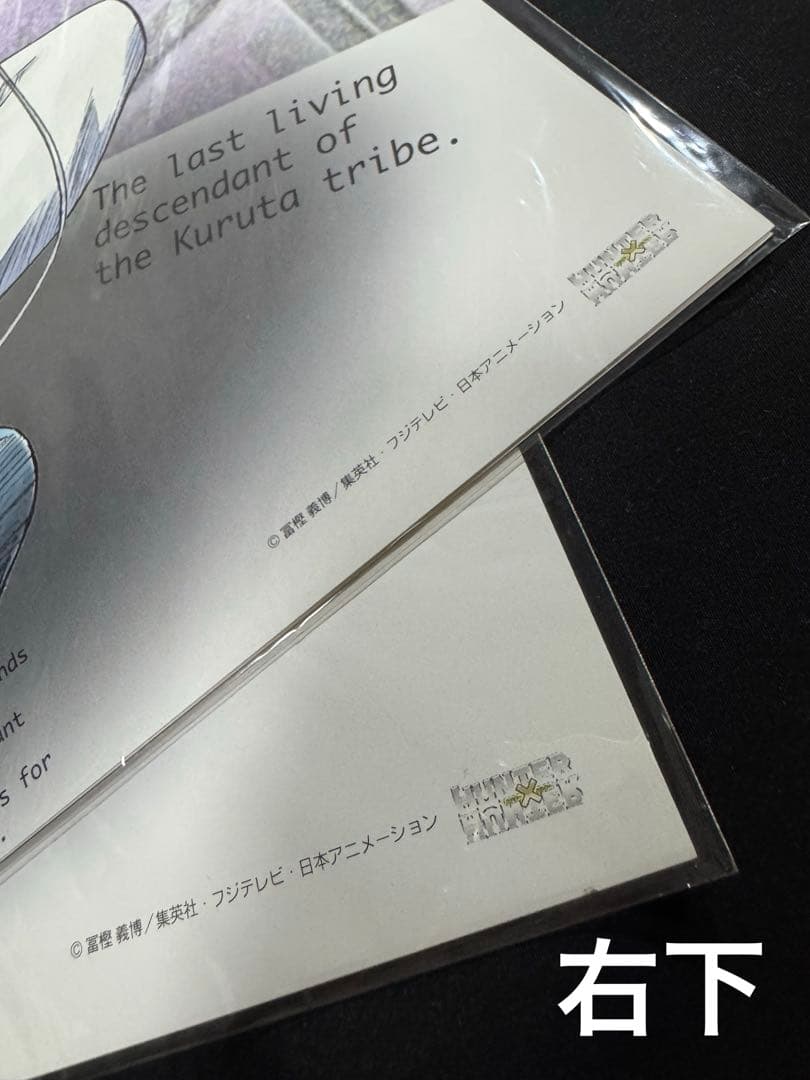 The last living
descendant of
the Kuruta tribe.
HUNTER
HUNTER
©冨樫 義博／集英社・フジテレビ・日本アニメーション
nds
ant
s for
.
HUNTER
HUNTER
© 冨樫 義博／集英社・フジテレビ・日本アニメーション
右下